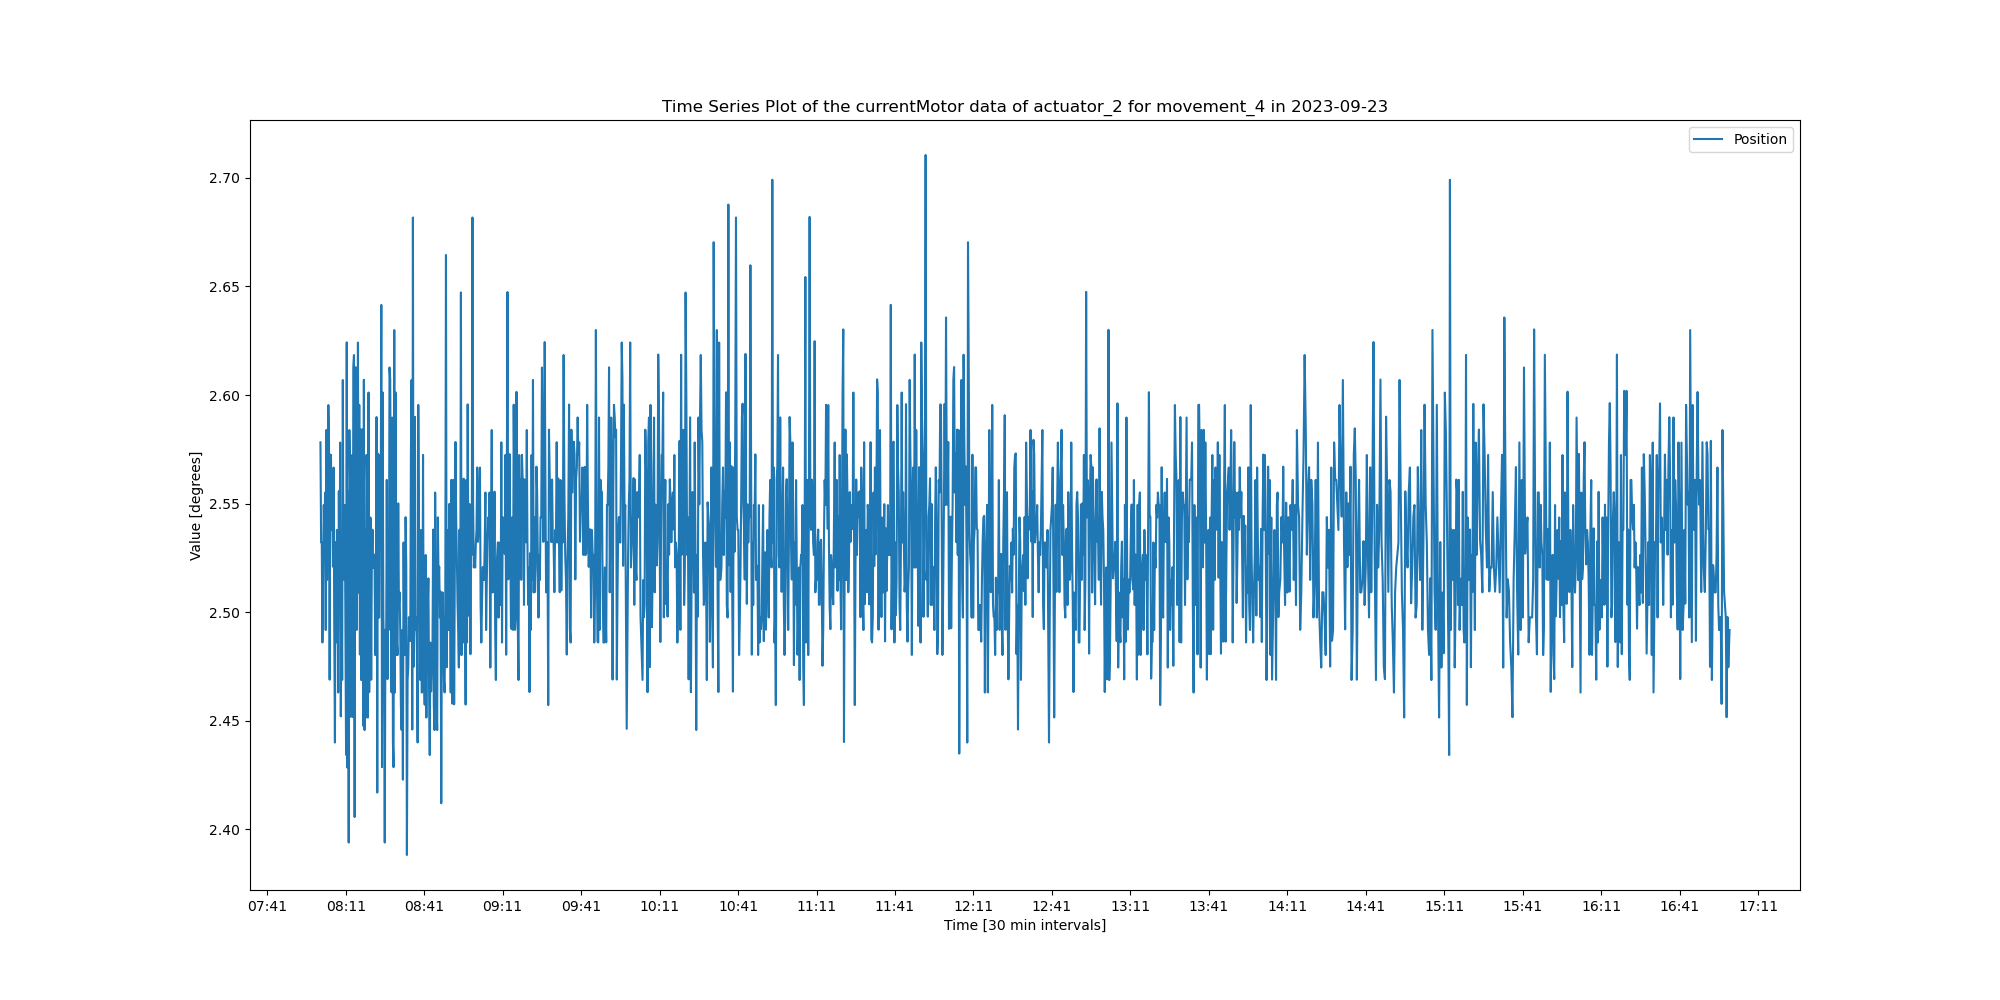 Time Series Plot of the currentMotor data of actuator_2 for movement_4 in 2023-09-23
Position
2.70
2.65
2.60
2.55
2.50
2.45
2.40
Value [degrees]
07:41 08:11 08:41 09:11 09:41 10:11 10:41 11:11 11:41 12:11 12:41 13:11 13:41 14:11 14:41 15:11 15:41 16:11 16:41 17:11
Time [30 min intervals]